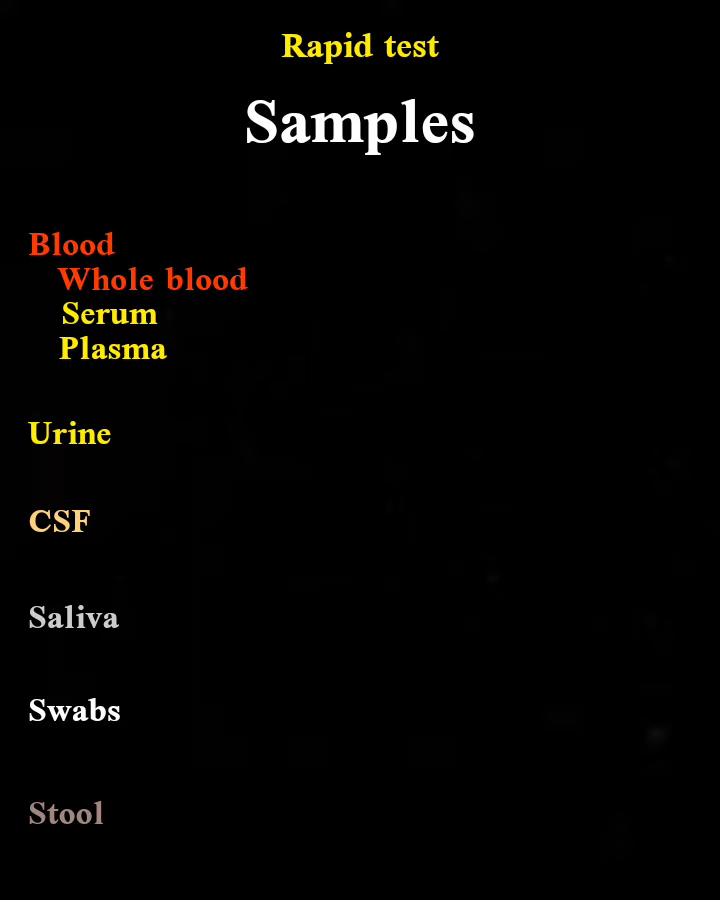 Rapid test
Samples
Blood
Whole blood
Serum
Plasma
Urine
CSF
Saliva
Swabs
Stool